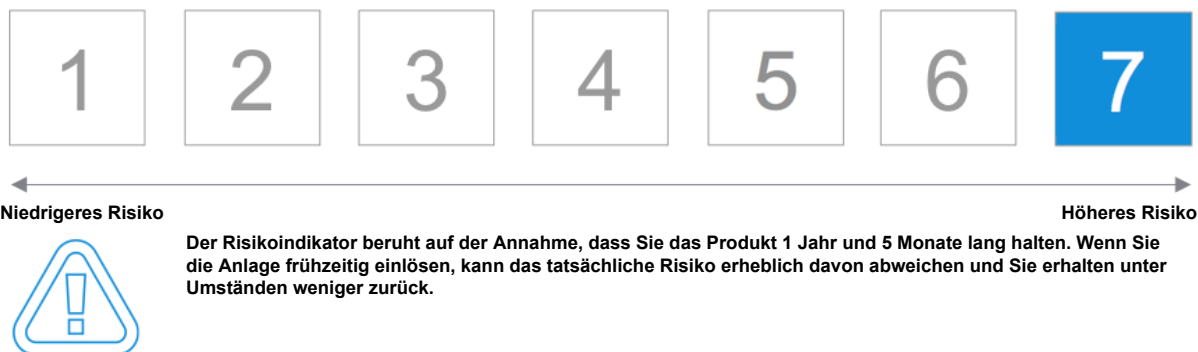 1 2 3 4 5 6 7
Niedrigeres Risiko Höheres Risiko
Der Risikoindikator beruht auf der Annahme, dass Sie das Produkt 1 Jahr und 5 Monate lang halten. Wenn Sie
die Anlage frühzeitig einlösen, kann das tatsächliche Risiko erheblich davon abweichen und Sie erhalten unter
Umständen weniger zurück.